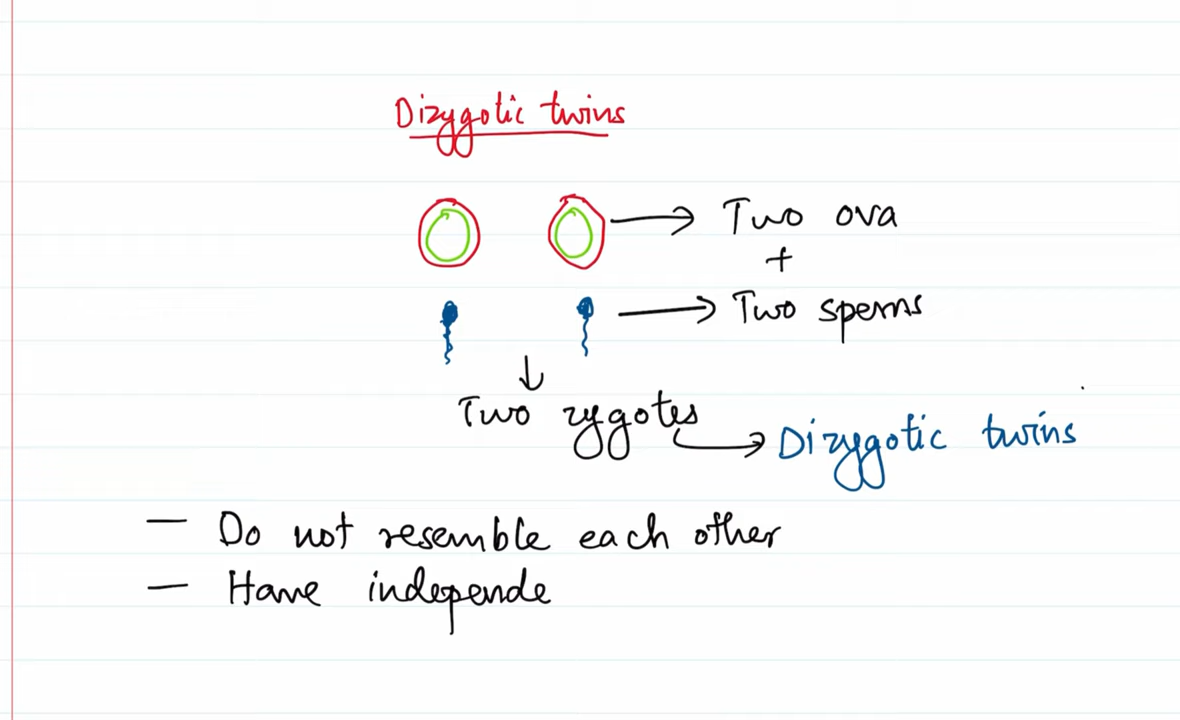 Dizygotic twins
→ Two ova
+
→ Two sperms
↓
Two zygotes
→ Dizygotic twins
— Do not resemble each other
— Have independe